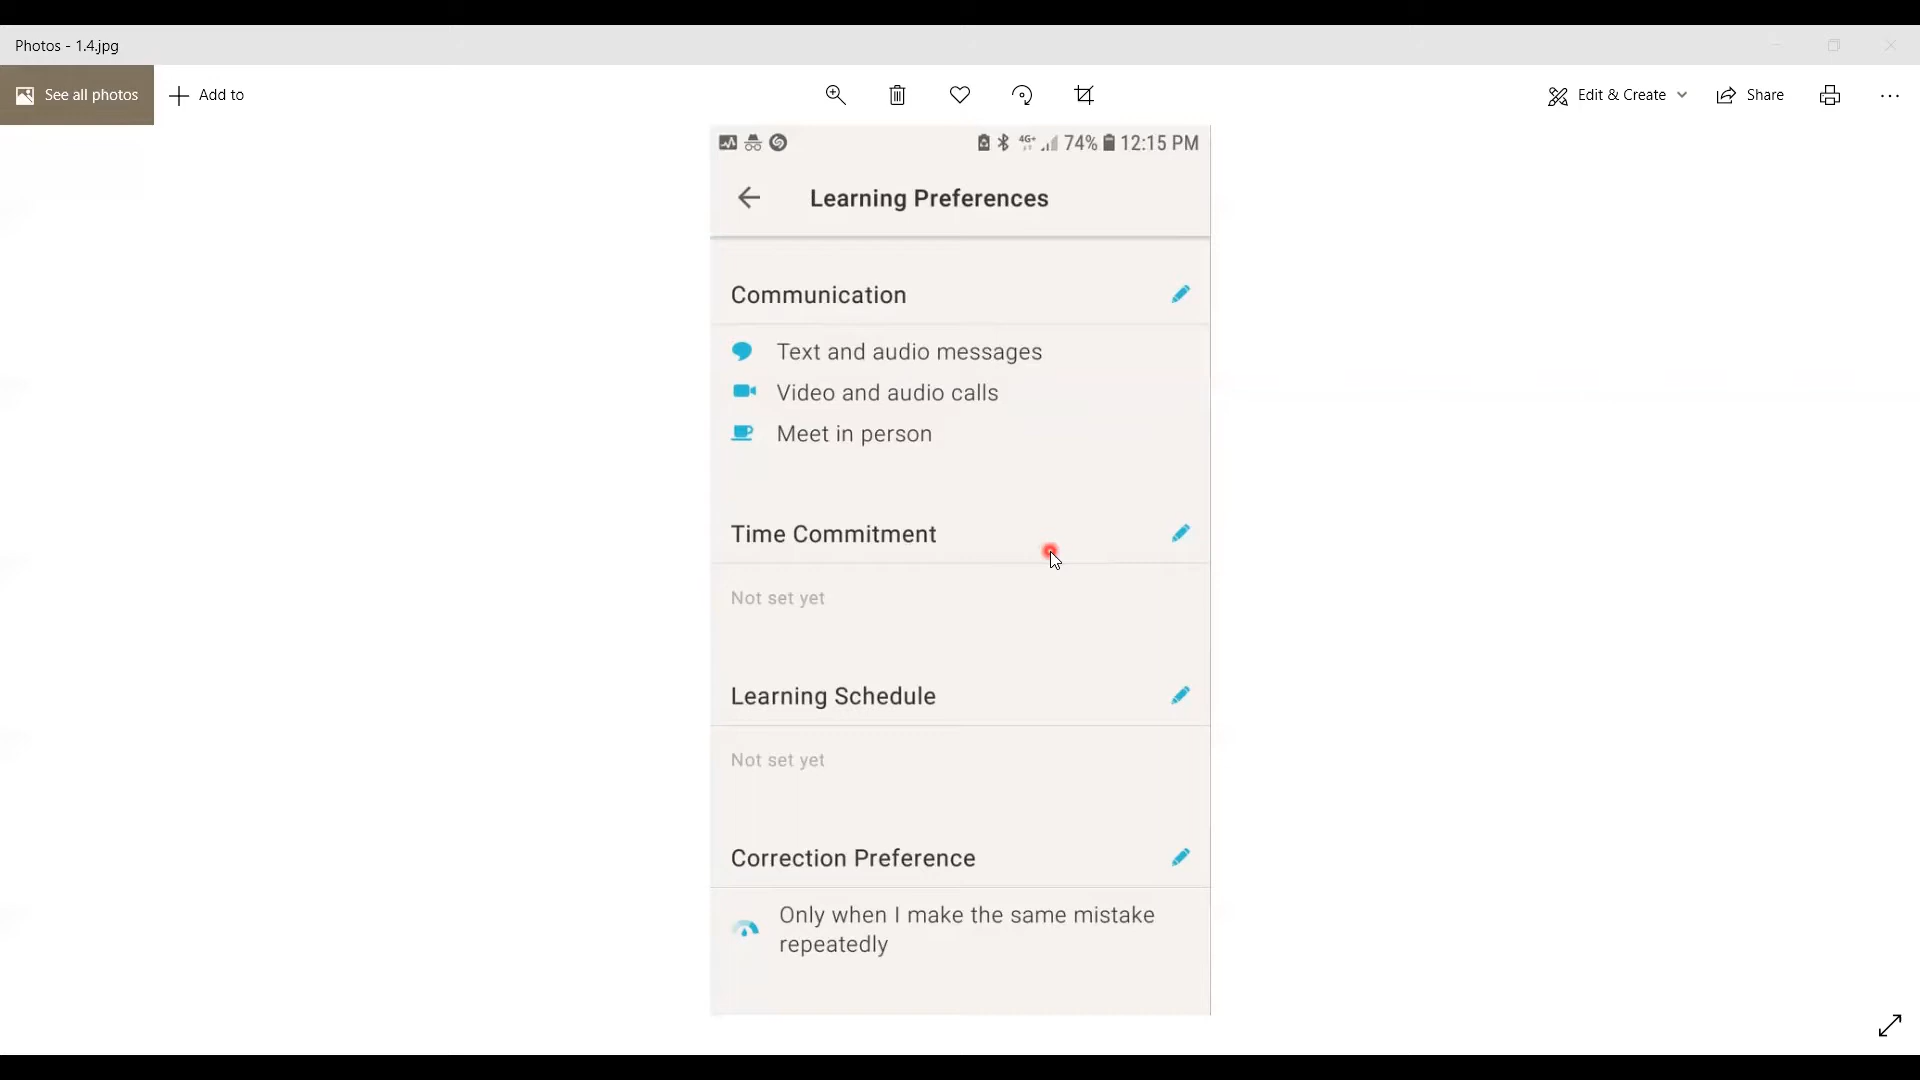 Photos - 1.4.jpg
See all photos
Add to
Edit & Create
Share
4G+ 74% 12:15 PM
Learning Preferences
Communication
Text and audio messages
Video and audio calls
Meet in person
Time Commitment
Not set yet
Learning Schedule
Not set yet
Correction Preference
Only when I make the same mistake
repeatedly